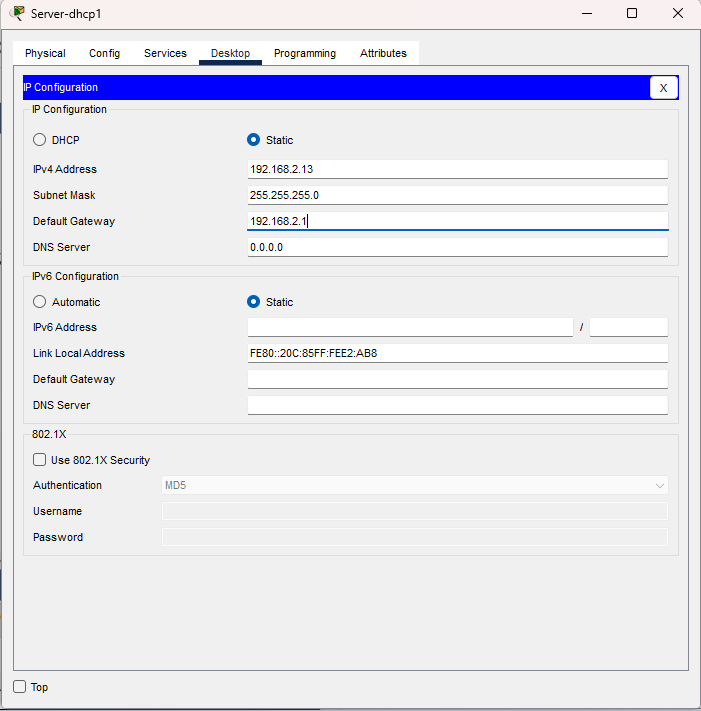 Server-dhcp1
Physical Config Services Desktop Programming Attributes
IP Configuration X
IP Configuration
DHCP Static
IPv4 Address 192.168.2.13
Subnet Mask 255.255.255.0
Default Gateway 192.168.2.1
DNS Server 0.0.0.0
IPv6 Configuration
Automatic Static
IPv6 Address /
Link Local Address FE80::20C:85FF:FEE2:AB8
Default Gateway
DNS Server
802.1X
Use 802.1X Security
Authentication MD5
Username
Password
Top